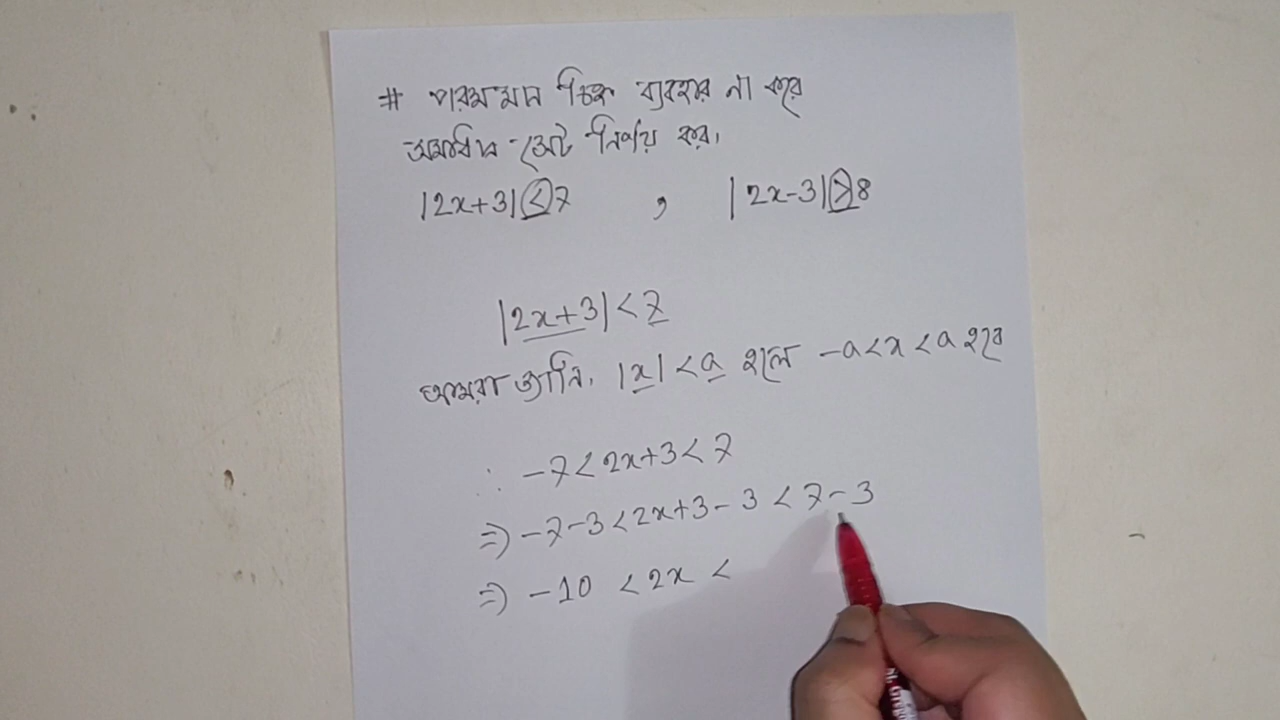 # পরমমান চিহ্ন ব্যবহার না করে
সমাধান সেট নির্ণয় কর।
|2x+3| < 7 , |2x-3| > 8
|2x+3| < 7
আমরা জানি, |x| < a হলে -a < x < a হবে
∴ -7 < 2x+3 < 7
⇒ -7-3 < 2x+3-3 < 7-3
⇒ -10 < 2x <